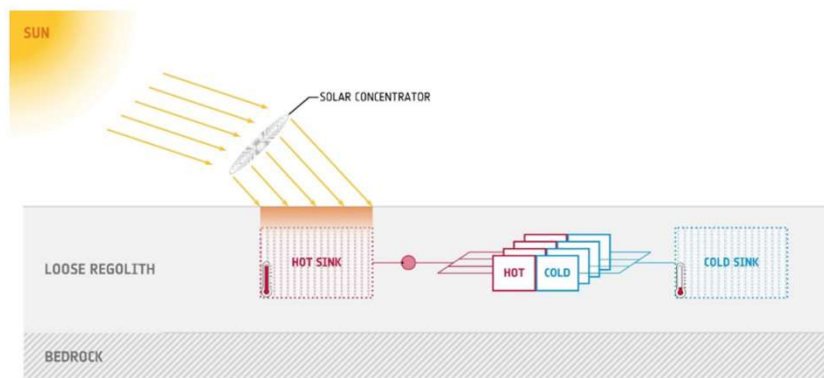 SUN
SOLAR CONCENTRATOR
LOOSE REGOLITH
HOT SINK
HOT
COLD
COLD SINK
BEDROCK